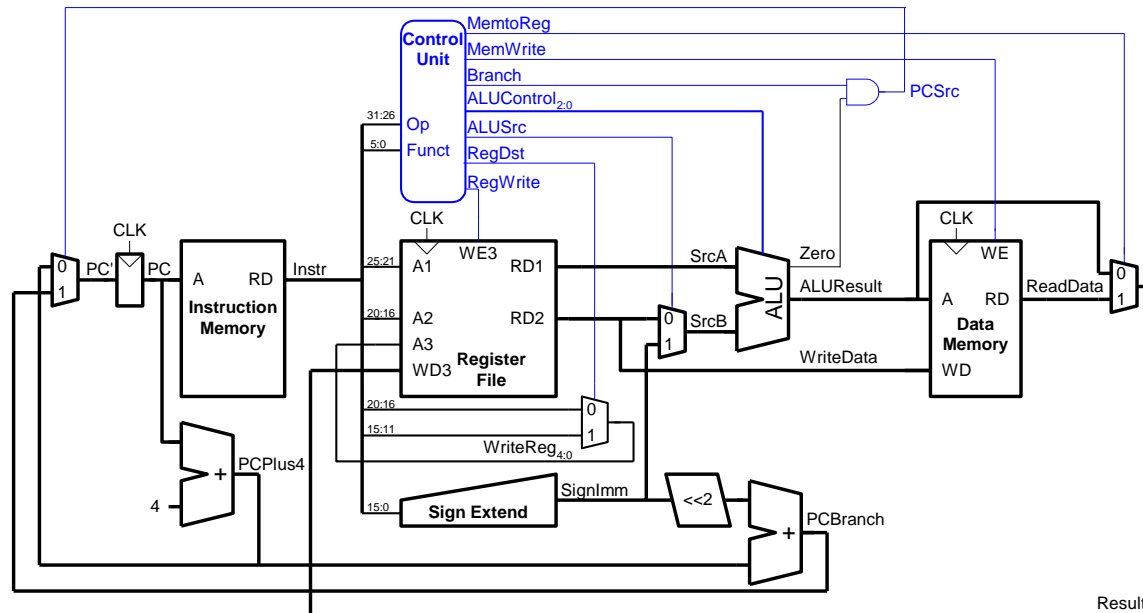 MemtoReg
Control
Unit
MemWrite
Branch
PCSrc
ALUControl2:0
31:26
Op
ALUSrc
5:0
Funct
RegDst
RegWrite
CLK
CLK
CLK
WE3
Zero
WE
0
1
PC'
PC
A
RD
Instr
Instruction
Memory
25:21
A1
RD1
SrcA
20:16
A2
RD2
0
1
SrcB
A3
WD3
Register
File
ALU
ALUResult
A
RD
ReadData
0
1
Data
Memory
WriteData
WD
20:16
0
15:11
1
WriteReg4:0
PCPlus4
+
4
SignImm
15:0
Sign Extend
<<2
+
PCBranch
Result